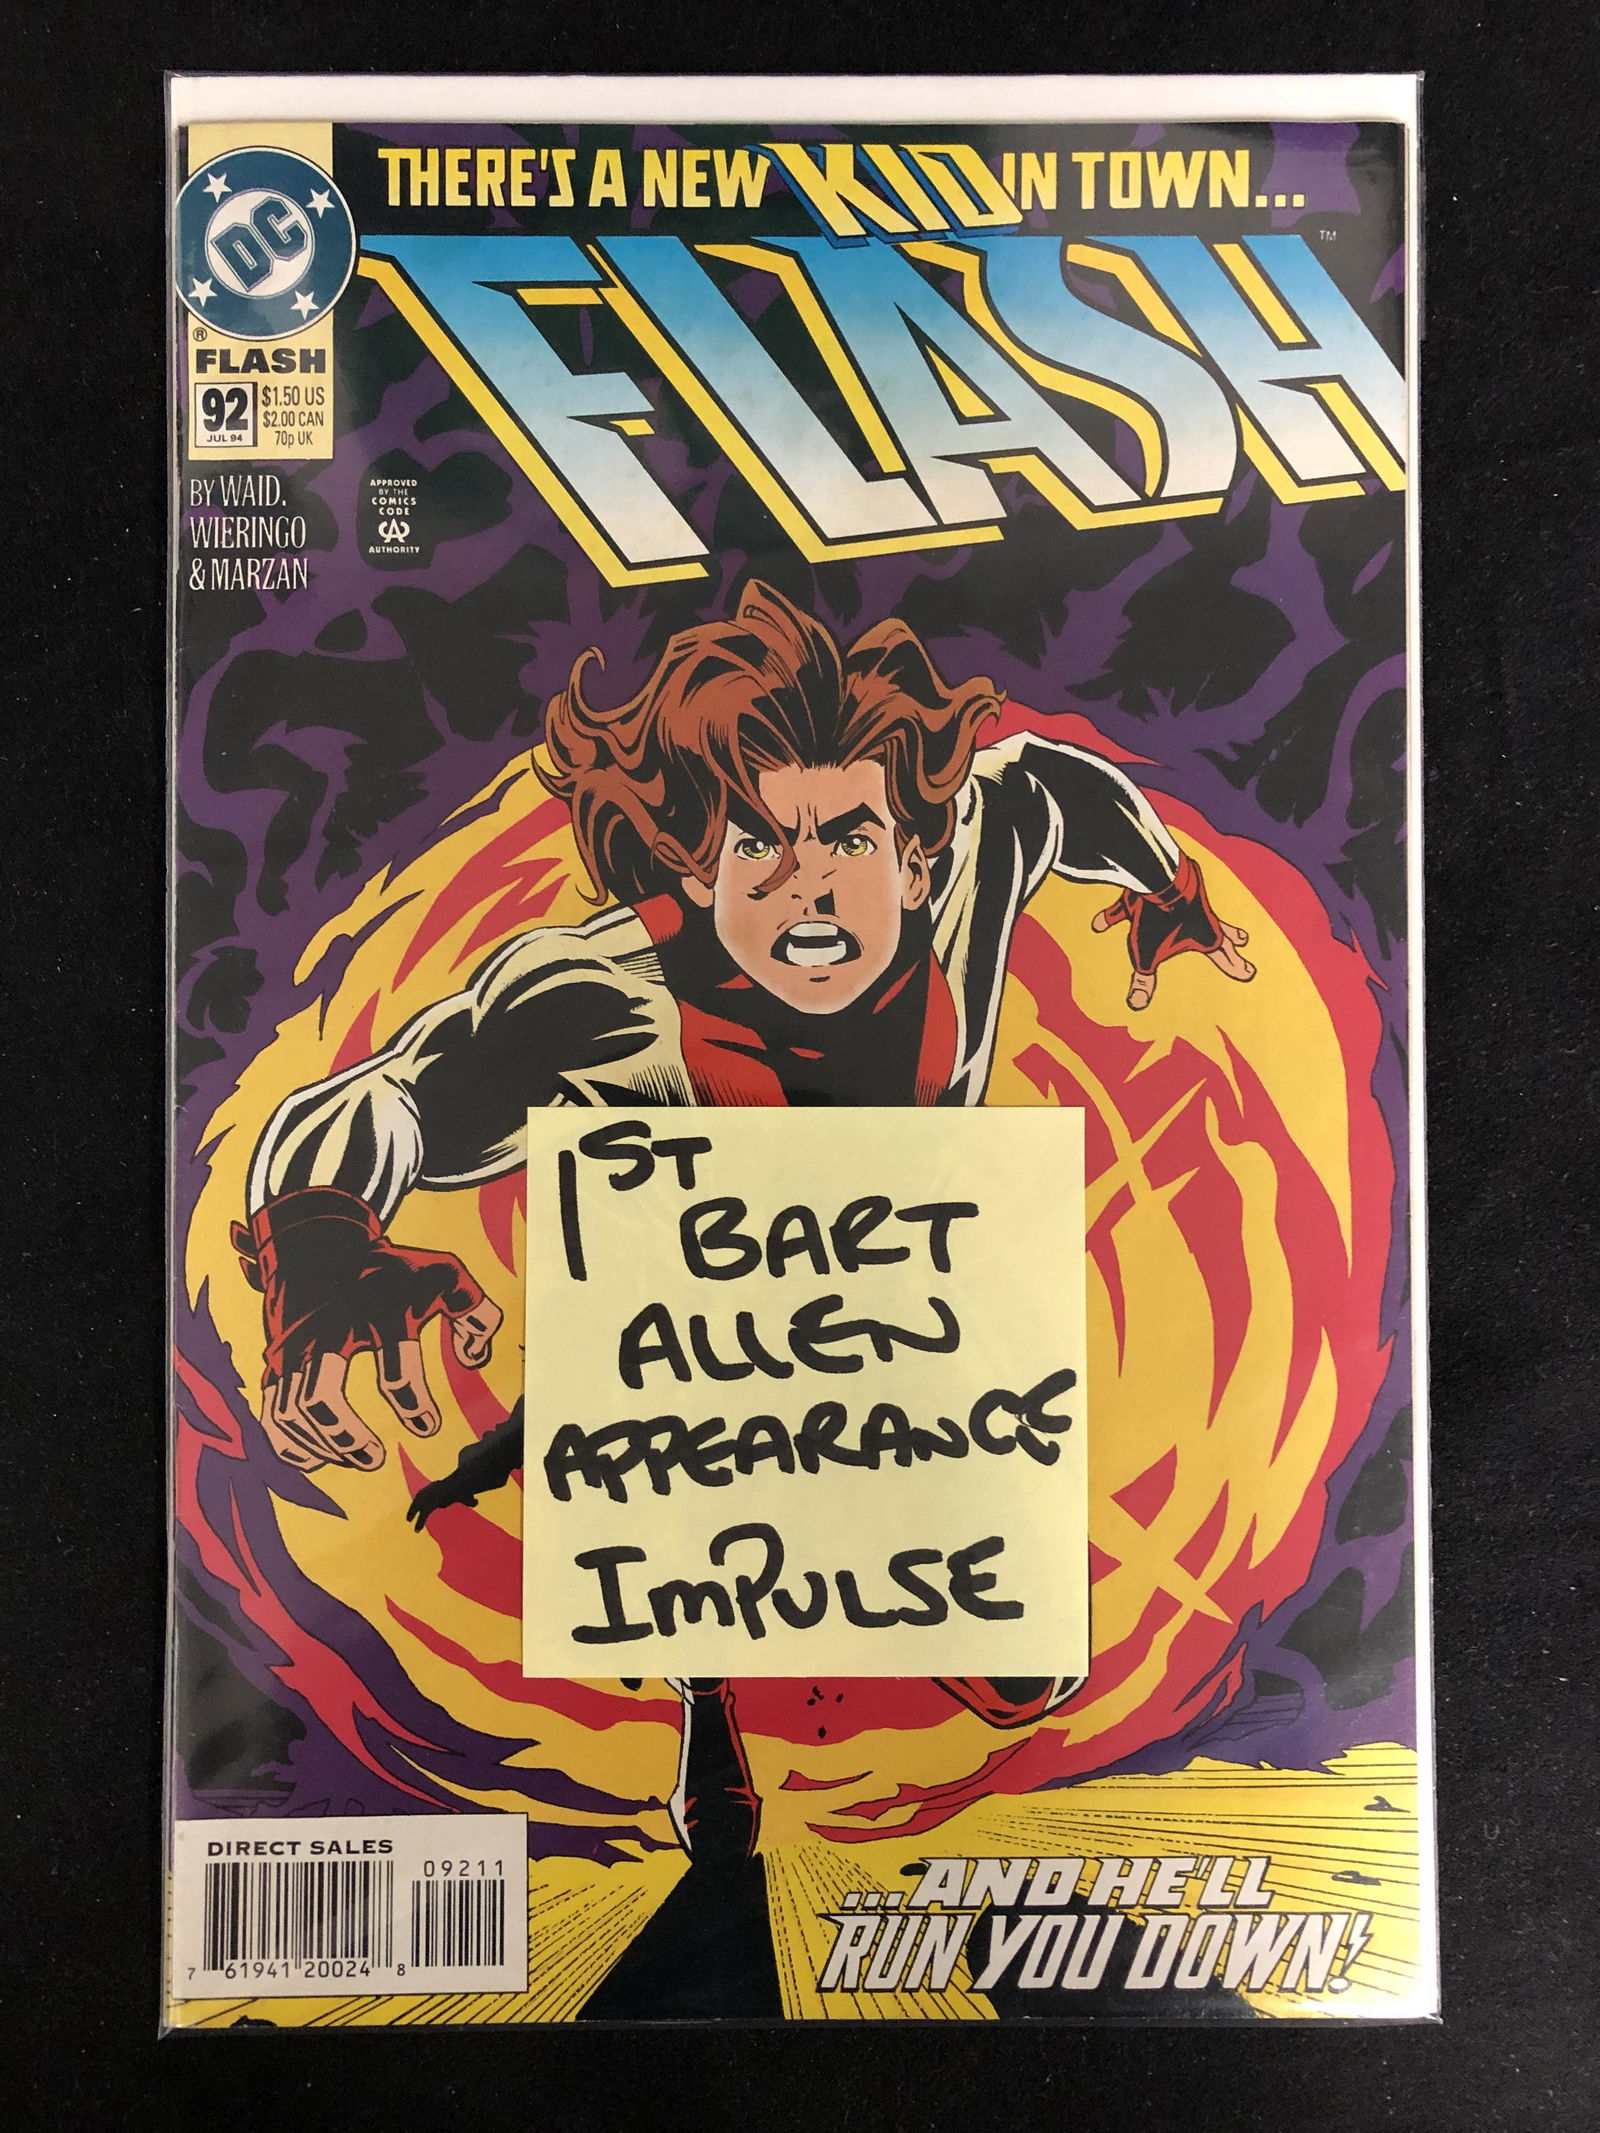 THERE'S A NEW KID IN TOWN...
FLASH™
DC
®
FLASH
92
JUL 94
$1.50 US
$2.00 CAN
70p UK
BY WAID.
WIERINGO
& MARZAN
APPROVED
BY THE
COMICS
CODE
CA
AUTHORITY
1ST
BART
ALLEN
APPEARANCE
ImPULSE
DIRECT SALES
09211
7 61941 20024 8
...AND HE'LL
RUN YOU DOWN!